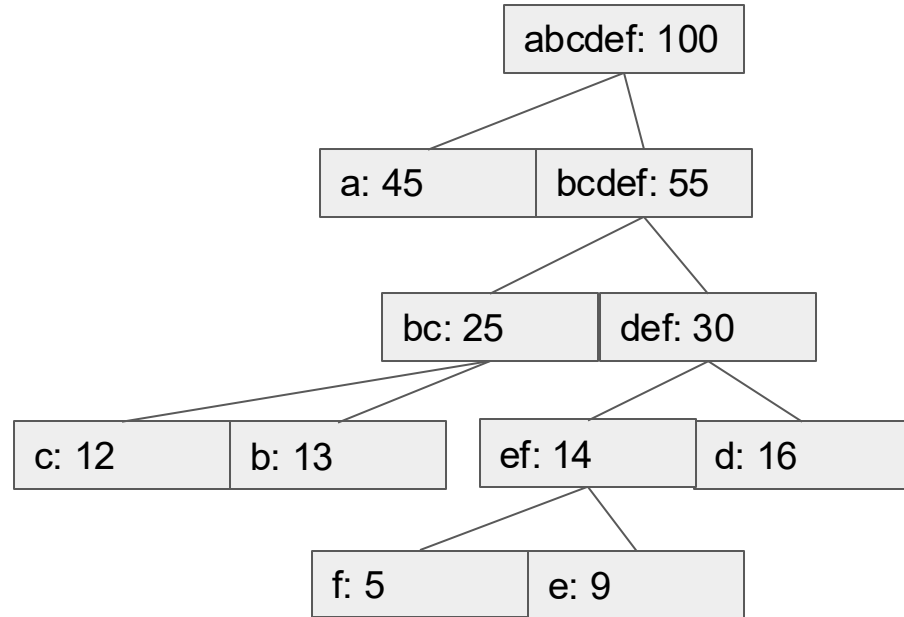 abcdef: 100
a: 45
bcdef: 55
bc: 25
def: 30
c: 12
b: 13
ef: 14
d: 16
f: 5
e: 9